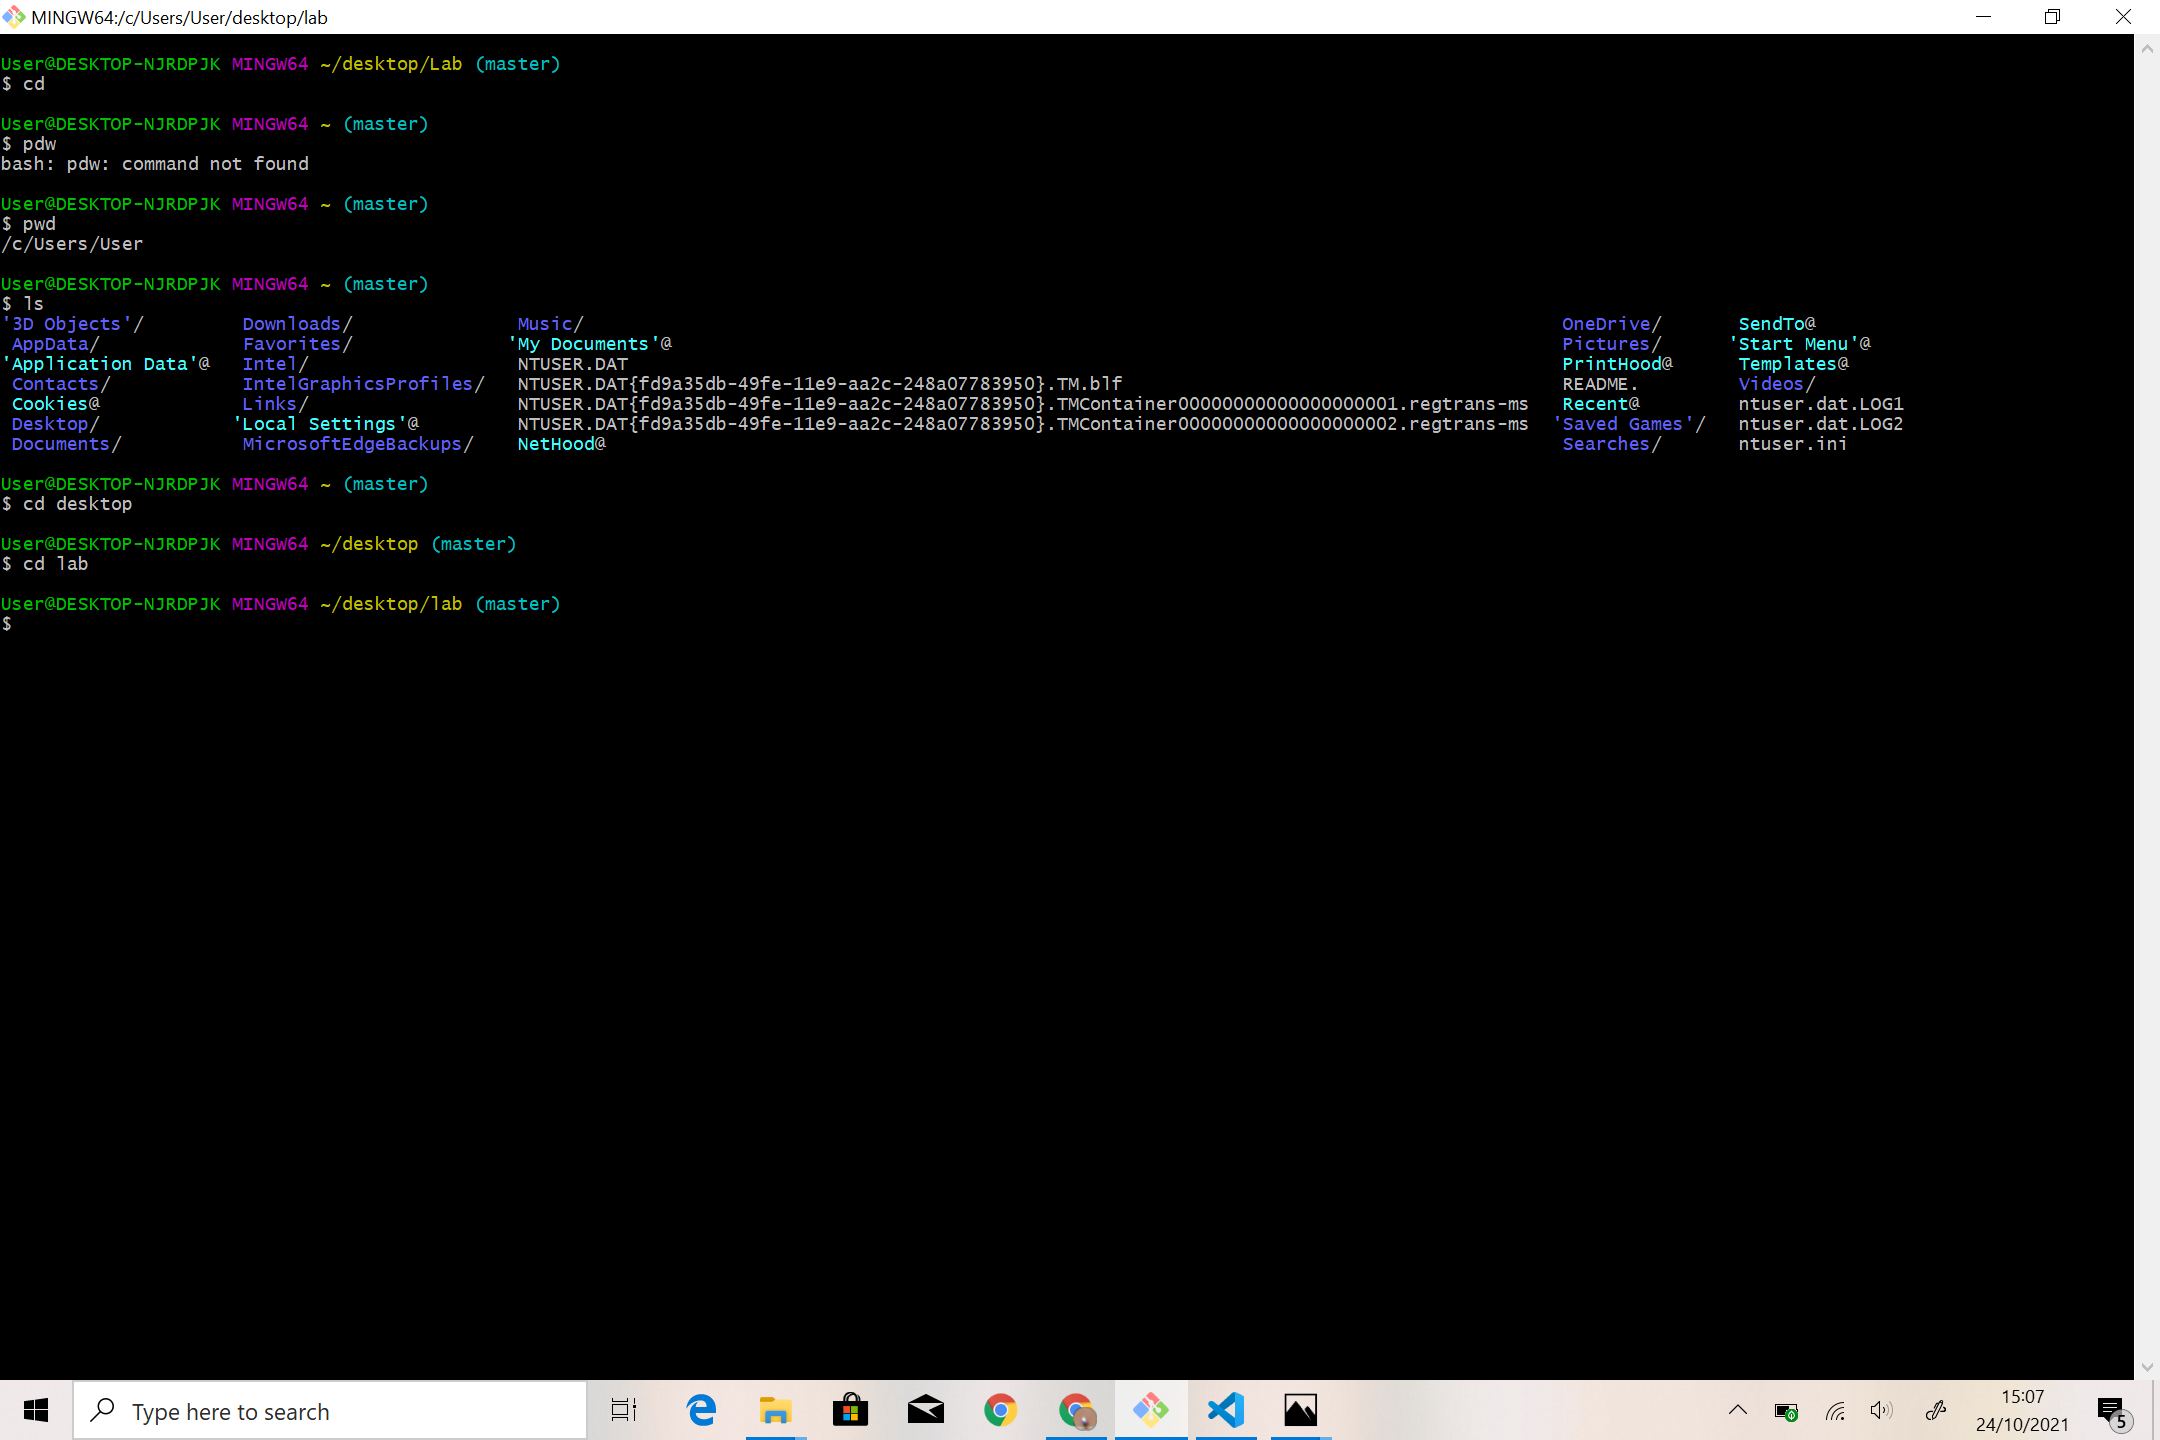 MINGW64:/c/Users/User/desktop/lab
User@DESKTOP-NJRDPJK MINGW64 ~/desktop/Lab (master)
$ cd
User@DESKTOP-NJRDPJK MINGW64 ~ (master)
$ pdw
bash: pdw: command not found
User@DESKTOP-NJRDPJK MINGW64 ~ (master)
$ pwd
/c/Users/User
User@DESKTOP-NJRDPJK MINGW64 ~ (master)
$ ls
'3D Objects'/ Downloads/ Music/ OneDrive/ SendTo@
AppData/ Favorites/ 'My Documents'@ Pictures/ 'Start Menu'@
'Application Data'@ Intel/ NTUSER.DAT PrintHood@ Templates@
Contacts/ IntelGraphicsProfiles/ NTUSER.DAT{fd9a35db-49fe-11e9-aa2c-248a07783950}.TM.blf README. Videos/
Cookies@ Links/ NTUSER.DAT{fd9a35db-49fe-11e9-aa2c-248a07783950}.TMContainer00000000000000000001.regtrans-ms Recent@ ntuser.dat.LOG1
Desktop/ 'Local Settings'@ NTUSER.DAT{fd9a35db-49fe-11e9-aa2c-248a07783950}.TMContainer00000000000000000002.regtrans-ms 'Saved Games'/ ntuser.dat.LOG2
Documents/ MicrosoftEdgeBackups/ NetHood@ Searches/ ntuser.ini
User@DESKTOP-NJRDPJK MINGW64 ~ (master)
$ cd desktop
User@DESKTOP-NJRDPJK MINGW64 ~/desktop (master)
$ cd lab
User@DESKTOP-NJRDPJK MINGW64 ~/desktop/lab (master)
$
Type here to search
15:07
24/10/2021
5